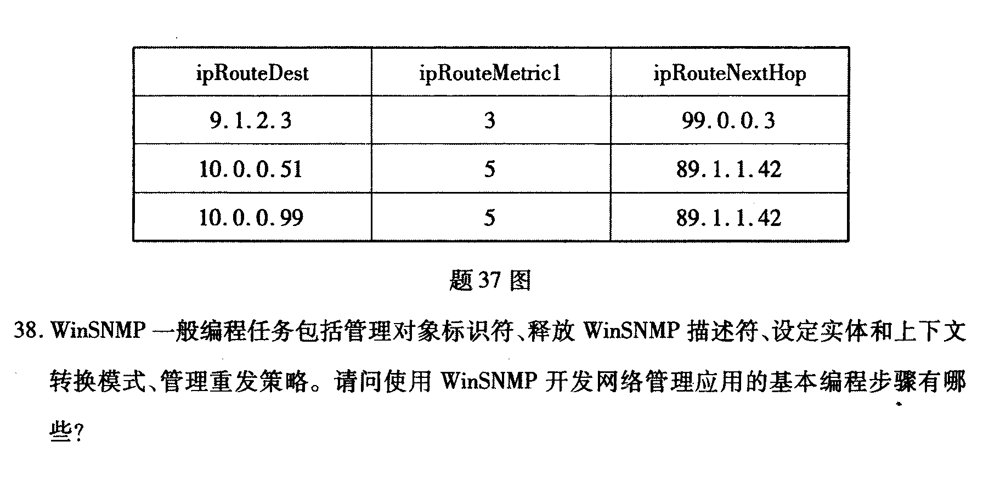 ipRouteDest ipRouteMetric1 ipRouteNextHop
9.1.2.3 3 99.0.0.3
10.0.0.51 5 89.1.1.42
10.0.0.99 5 89.1.1.42
题 37 图
38. WinSNMP 一般编程任务包括管理对象标识符、释放 WinSNMP 描述符、设定实体和上下文
转换模式、管理重发策略。请问使用 WinSNMP 开发网络管理应用的基本编程步骤有哪
些?